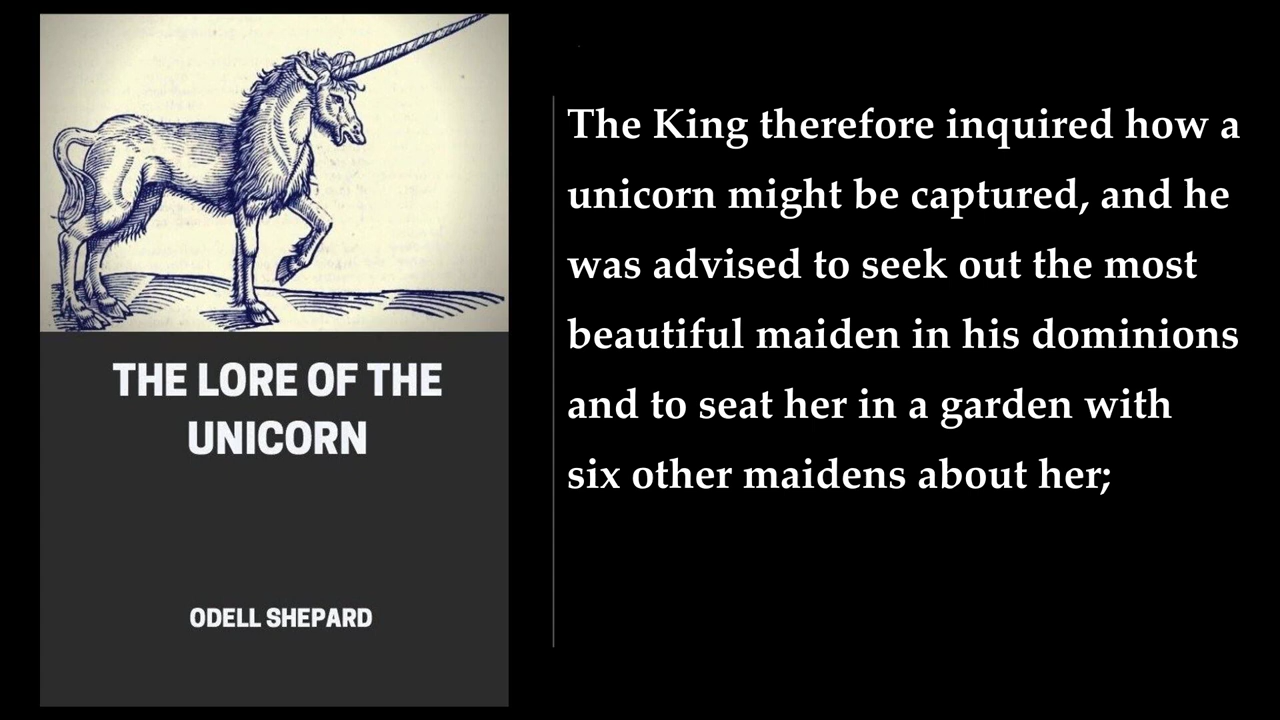 THE LORE OF THE
UNICORN
ODELL SHEPARD
The King therefore inquired how a
unicorn might be captured, and he
was advised to seek out the most
beautiful maiden in his dominions
and to seat her in a garden with
six other maidens about her;